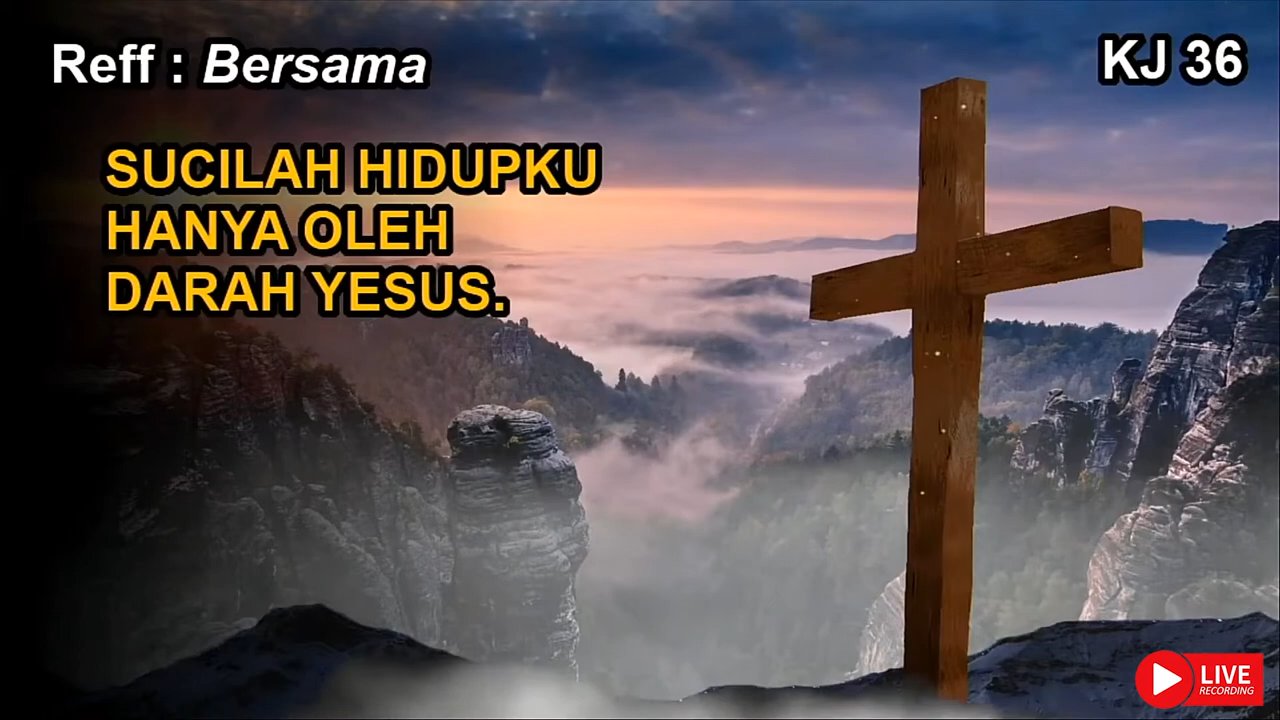 Reff : Bersama
KJ 36
SUCILAH HIDUPKU
HANYA OLEH
DARAH YESUS.
LIVE
RECORDING